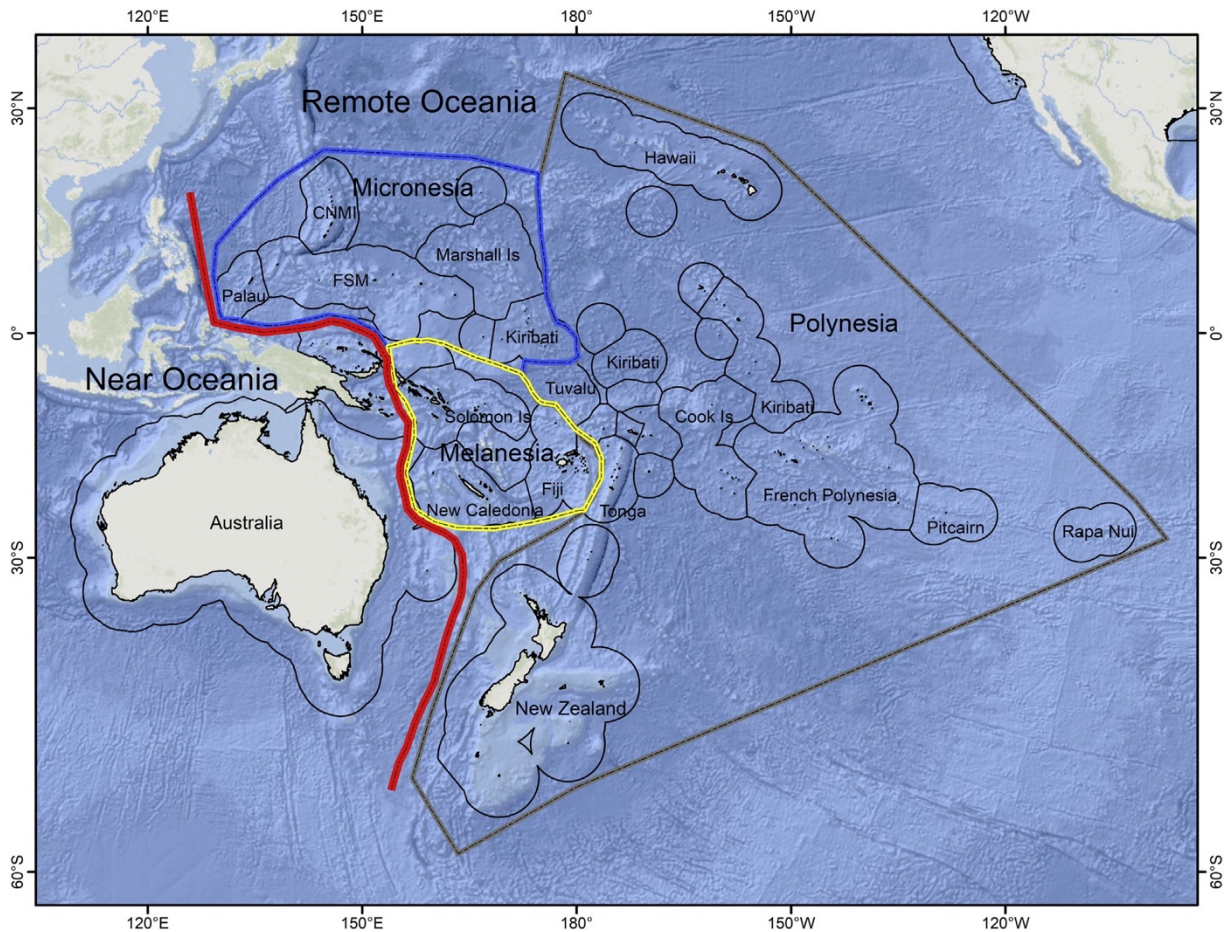 120°E 150°E 180° 150°W 120°W
30°N
30°N
Remote Oceania
Hawaii
Micronesia
CNMI
Marshall Is
FSM
Palau
Polynesia
0°
0°
Kiribati
Kiribati
Near Oceania
Tuvalu
Kiribati
Solomon Is
Cook Is
Melanesia
Fiji
French Polynesia
New Caledonia
Tonga
Australia
Pitcairn
Rapa Nui
30°S
30°S
New Zealand
60°S
60°S
120°E 150°E 180° 150°W 120°W